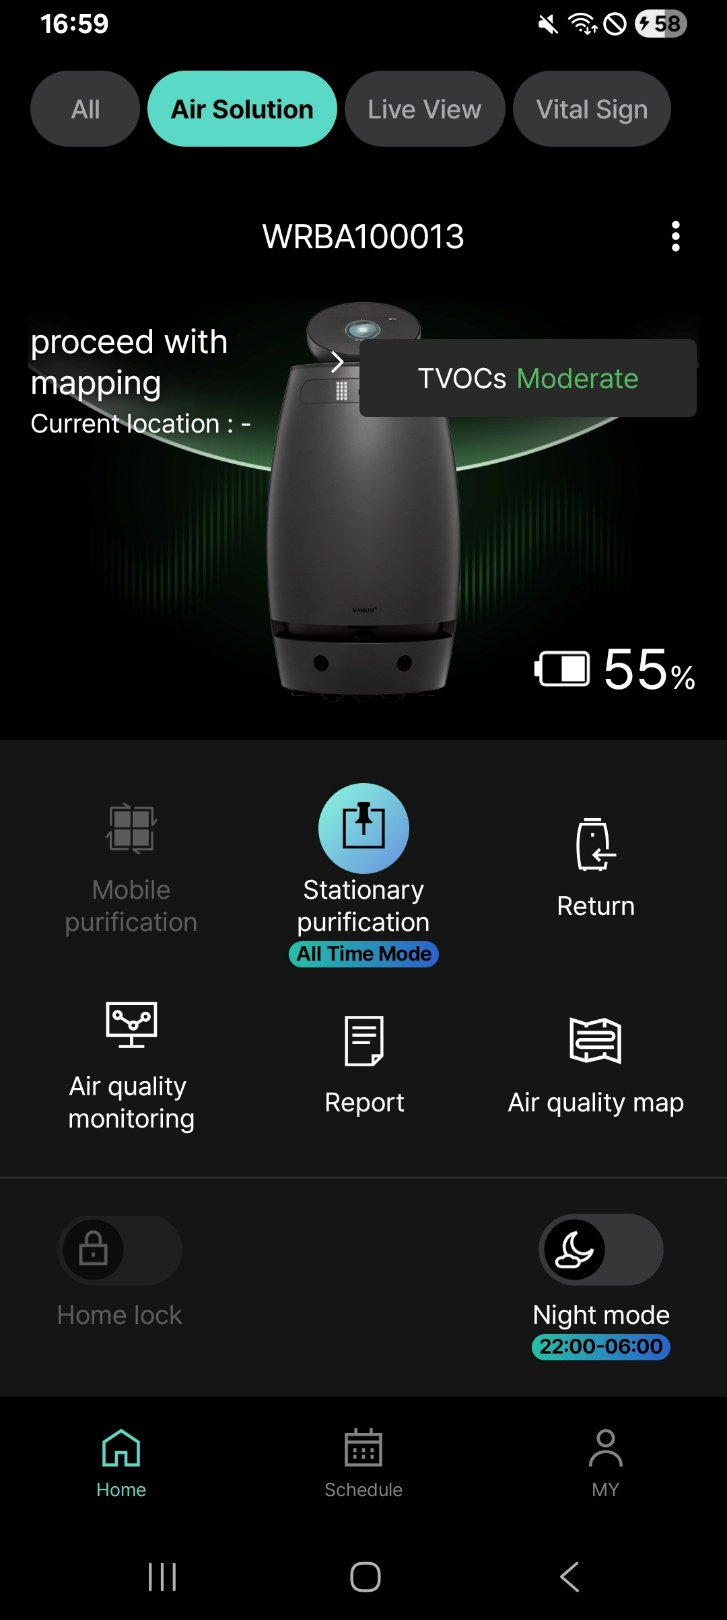 16:59
58
All
Air Solution
Live View
Vital Sign
WRBA100013
proceed with
mapping
Current location : -
TVOCs Moderate
55%
Mobile
purification
Stationary
purification
All Time Mode
Return
Air quality
monitoring
Report
Air quality map
Home lock
Night mode
22:00-06:00
Home
Schedule
MY